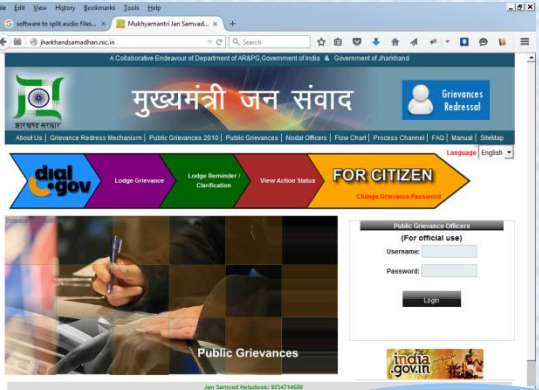 File Edit View History Bookmarks Tools Help
software to split audio files... × Mukhyamantri Jan Samvad... × +
jharkhandsamadhan.nic.in Search
A Collaborative Endeavour of Department of AR&PG,Government of India & Government of Jharkhand
झारखण्ड सरकार
मुख्यमंत्री जन संवाद
Grievances
Redressal
About Us | Grievance Redress Mechanism | Public Grievances 2010 | Public Grievances | Nodal Officers | Flow Chart | Process Channel | FAQ | Manual | SiteMap
Language English
dial
.gov
Lodge Grievance
Lodge Reminder /
Clarification
View Action Status
FOR CITIZEN
Change Grievance Password
Public Grievances
Public Grievance Officers
(For official use)
Username:
Password:
Login
india
.gov.in
Jan Samvad Helpdesk: 9234714688